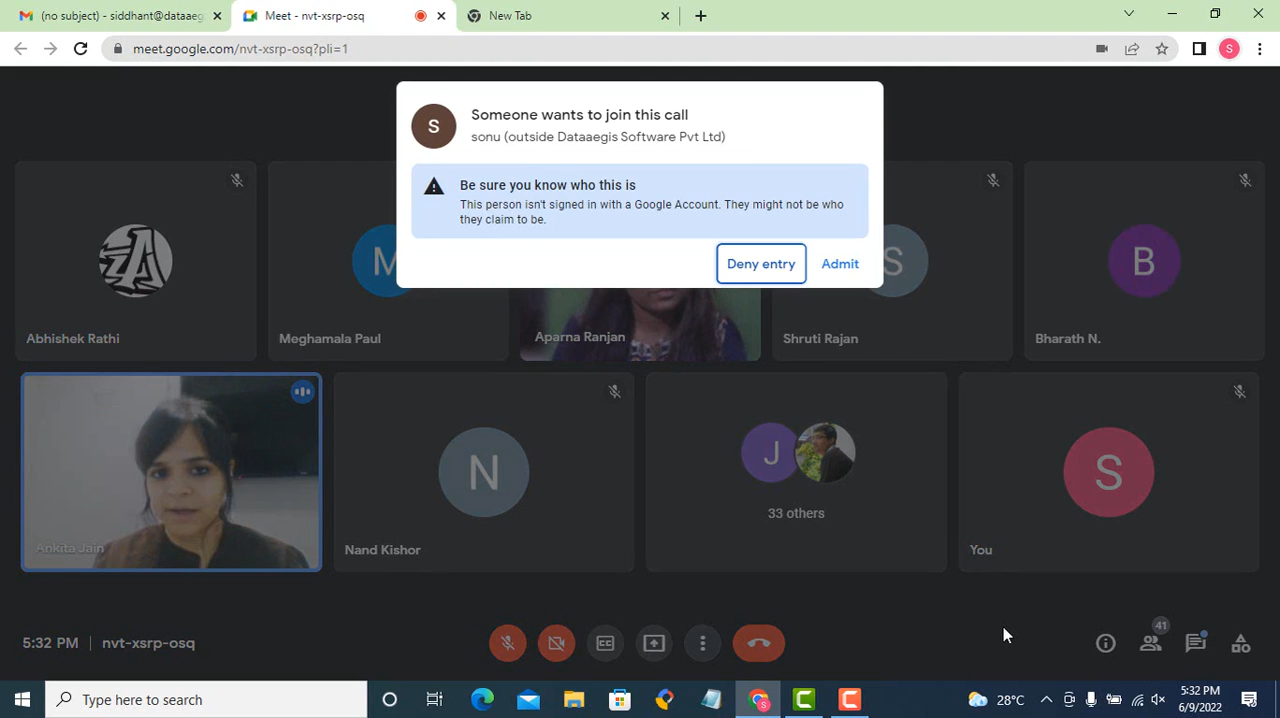 (no subject) - siddhant@dataaeg
Meet - nvt-xsrp-osq
New Tab
meet.google.com/nvt-xsrp-osq?pli=1
S
S
Someone wants to join this call
sonu (outside Dataaegis Software Pvt Ltd)
Be sure you know who this is
This person isn't signed in with a Google Account. They might not be who
they claim to be.
Deny entry
Admit
M
S
B
Abhishek Rathi
Meghamala Paul
Aparna Ranjan
Shruti Rajan
Bharath N.
N
J
S
33 others
Ankita Jain
Nand Kishor
You
5:32 PM
nvt-xsrp-osq
CC
41
Type here to search
S
C
C
28°C
5:32 PM
6/9/2022